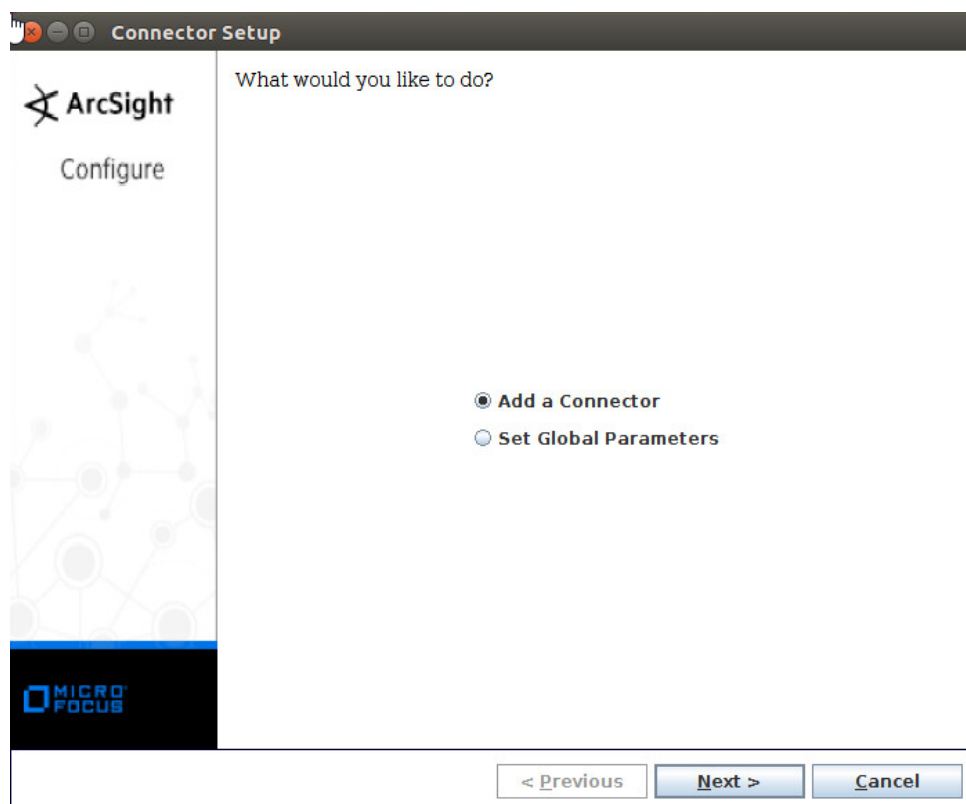 Connector Setup
ArcSight
Configure
What would you like to do?
Add a Connector
Set Global Parameters
MICRO
FOCUS
< Previous
Next >
Cancel